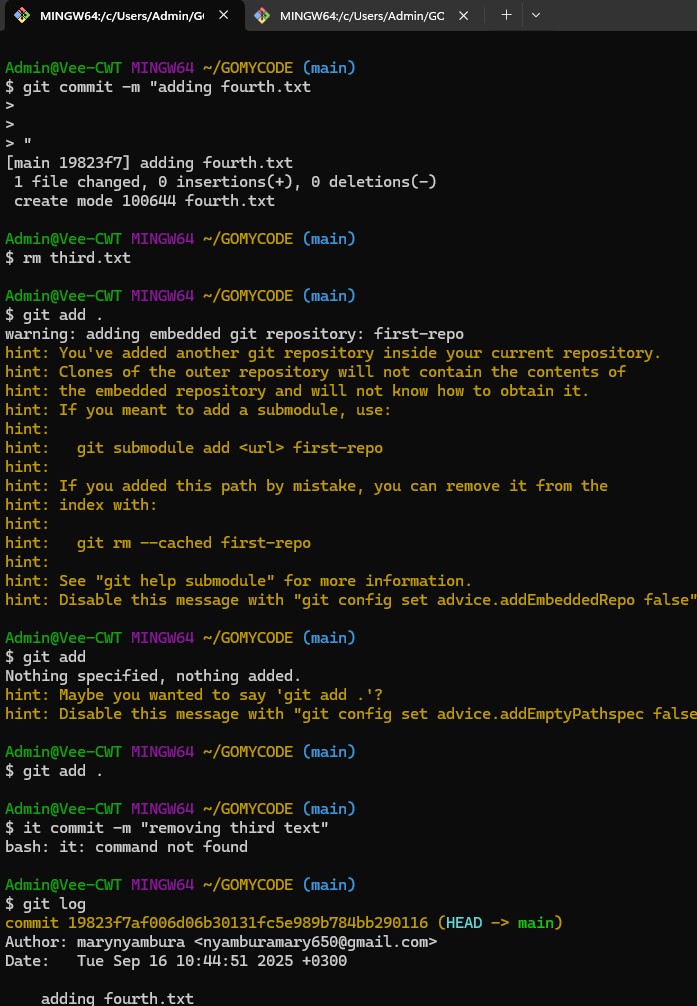 MINGW64:/c/Users/Admin/GO
MINGW64:/c/Users/Admin/GO
Admin@Vee-CWT MINGW64 ~/GOMYCODE (main)
$ git commit -m "adding fourth.txt
>
>
> "
[main 19823f7] adding fourth.txt
 1 file changed, 0 insertions(+), 0 deletions(-)
 create mode 100644 fourth.txt
Admin@Vee-CWT MINGW64 ~/GOMYCODE (main)
$ rm third.txt
Admin@Vee-CWT MINGW64 ~/GOMYCODE (main)
$ git add .
warning: adding embedded git repository: first-repo
hint: You've added another git repository inside your current repository.
hint: Clones of the outer repository will not contain the contents of
hint: the embedded repository and will not know how to obtain it.
hint: If you meant to add a submodule, use:
hint:
hint:   git submodule add <url> first-repo
hint:
hint: If you added this path by mistake, you can remove it from the
hint: index with:
hint:
hint:   git rm --cached first-repo
hint:
hint: See "git help submodule" for more information.
hint: Disable this message with "git config set advice.addEmbeddedRepo false"
Admin@Vee-CWT MINGW64 ~/GOMYCODE (main)
$ git add
Nothing specified, nothing added.
hint: Maybe you wanted to say 'git add .'?
hint: Disable this message with "git config set advice.addEmptyPathspec false
Admin@Vee-CWT MINGW64 ~/GOMYCODE (main)
$ git add .
Admin@Vee-CWT MINGW64 ~/GOMYCODE (main)
$ it commit -m "removing third text"
bash: it: command not found
Admin@Vee-CWT MINGW64 ~/GOMYCODE (main)
$ git log
commit 19823f7af006d06b30131fc5e989b784bb290116 (HEAD -> main)
Author: marynyambura <nyamburamary650@gmail.com>
Date:   Tue Sep 16 10:44:51 2025 +0300
    adding fourth.txt